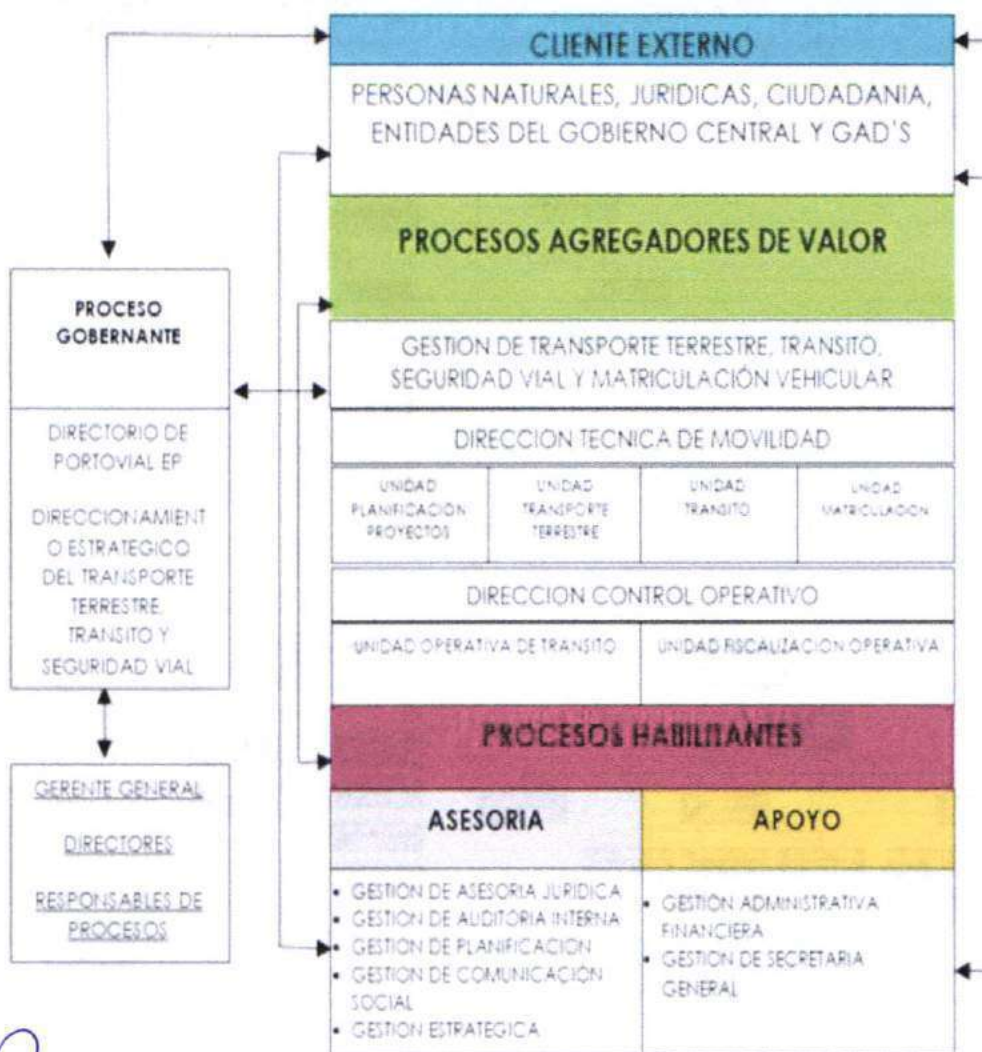 CLIENTE EXTERNO
PERSONAS NATURALES, JURIDICAS, CIUDADANIA,
ENTIDADES DEL GOBIERNO CENTRAL Y GAD'S
PROCESOS AGREGADORES DE VALOR
PROCESO
GOBERNANTE
DIRECTORIO DE
PORTOVIAL EP
DIRECCIONAMIENT
O ESTRATEGICO
DEL TRANSPORTE
TERRESTRE,
TRANSITO Y
SEGURIDAD VIAL
GERENTE GENERAL
DIRECTORES
RESPONSABLES DE
PROCESOS
GESTION DE TRANSPORTE TERRESTRE, TRANSITO,
SEGURIDAD VIAL Y MATRICULACIÓN VEHICULAR
DIRECCION TECNICA DE MOVILIDAD
UNIDAD
PLANIFICACIÓN
PROYECTOS
UNIDAD
TRANSPORTE
TERRESTRE
UNIDAD
TRANSITO
UNIDAD
MATRICULACION
DIRECCION CONTROL OPERATIVO
UNIDAD OPERATIVA DE TRANSITO
UNIDAD FISCALIZACION OPERATIVA
PROCESOS HABILITANTES
ASESORIA
• GESTION DE ASESORIA JURIDICA
• GESTION DE AUDITORIA INTERNA
• GESTION DE PLANIFICACION
• GESTION DE COMUNICACIÓN
SOCIAL
• GESTION ESTRATEGICA
APOYO
• GESTIÓN ADMINISTRATIVA
FINANCIERA
• GESTION DE SECRETARIA
GENERAL